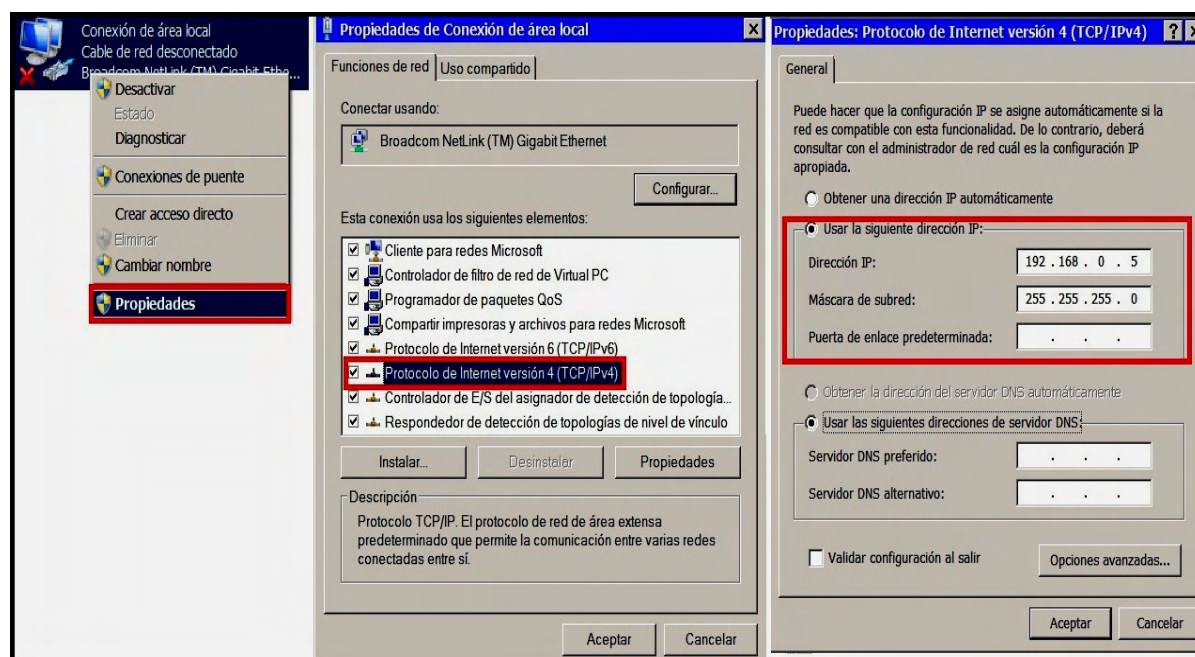 Conexión de área local
Cable de red desconectado
Broadcom NetLink (TM) Gigabit Ethe...
Desactivar
Estado
Diagnosticar
Conexiones de puente
Crear acceso directo
Eliminar
Cambiar nombre
Propiedades
Propiedades de Conexión de área local
Funciones de red
Uso compartido
Conectar usando:
Broadcom NetLink (TM) Gigabit Ethernet
Configurar...
Esta conexión usa los siguientes elementos:
Cliente para redes Microsoft
Controlador de filtro de red de Virtual PC
Programador de paquetes QoS
Compartir impresoras y archivos para redes Microsoft
Protocolo de Internet versión 6 (TCP/IPv6)
Protocolo de Internet versión 4 (TCP/IPv4)
Controlador de E/S del asignador de detección de topología...
Respondedor de detección de topologías de nivel de vínculo
Instalar...
Desinstalar
Propiedades
Descripción
Protocolo TCP/IP. El protocolo de red de área extensa
predeterminado que permite la comunicación entre varias redes
conectadas entre sí.
Aceptar
Cancelar
Propiedades: Protocolo de Internet versión 4 (TCP/IPv4)
General
Puede hacer que la configuración IP se asigne automáticamente si la
red es compatible con esta funcionalidad. De lo contrario, deberá
consultar con el administrador de red cuál es la configuración IP
apropiada.
Obtener una dirección IP automáticamente
Usar la siguiente dirección IP:
Dirección IP: 192 . 168 . 0 . 5
Máscara de subred: 255 . 255 . 255 . 0
Puerta de enlace predeterminada: . . .
Obtener la dirección del servidor DNS automáticamente
Usar las siguientes direcciones de servidor DNS:
Servidor DNS preferido: . . .
Servidor DNS alternativo: . . .
Validar configuración al salir
Opciones avanzadas...
Aceptar
Cancelar